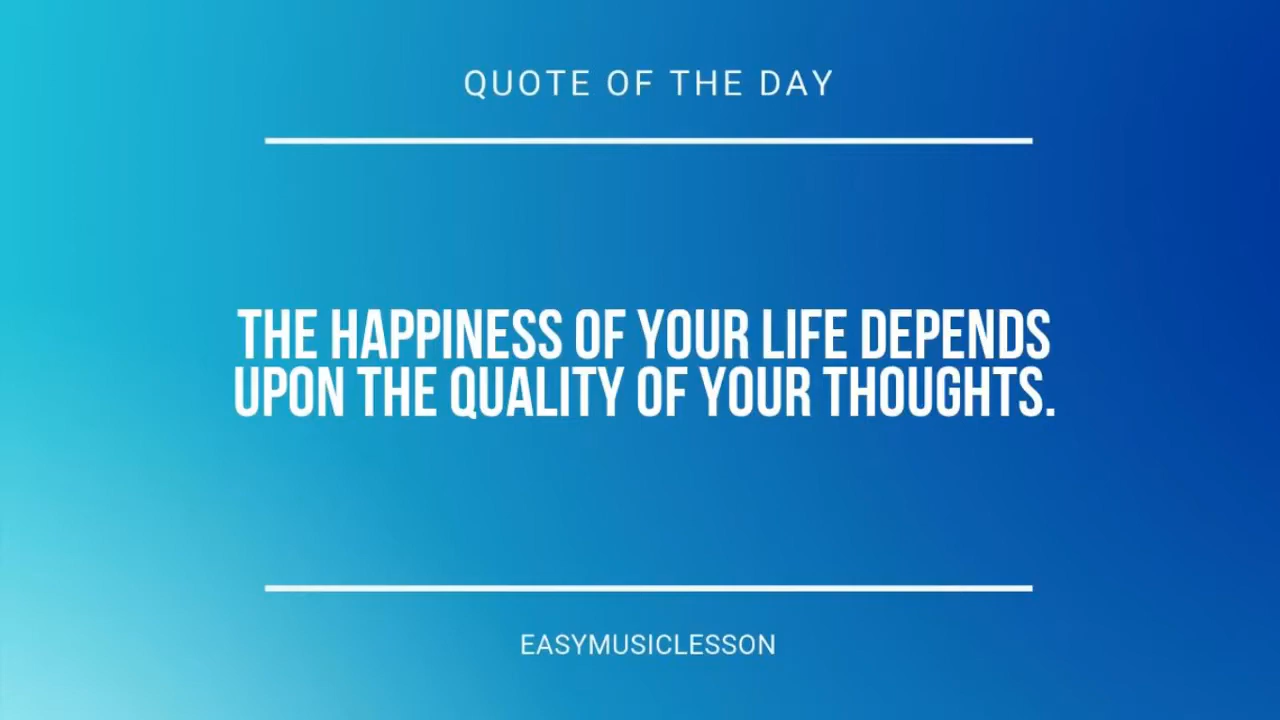 QUOTE OF THE DAY
THE HAPPINESS OF YOUR LIFE DEPENDS
UPON THE QUALITY OF YOUR THOUGHTS.
EASYMUSICLESSON